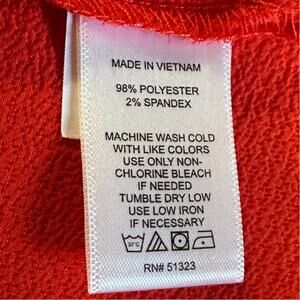 MADE IN VIETNAM
98% POLYESTER
2% SPANDEX
MACHINE WASH COLD
WITH LIKE COLORS
USE ONLY NON-
CHLORINE BLEACH
IF NEEDED
TUMBLE DRY LOW
USE LOW IRON
IF NECESSARY
30°C
RN# 51323